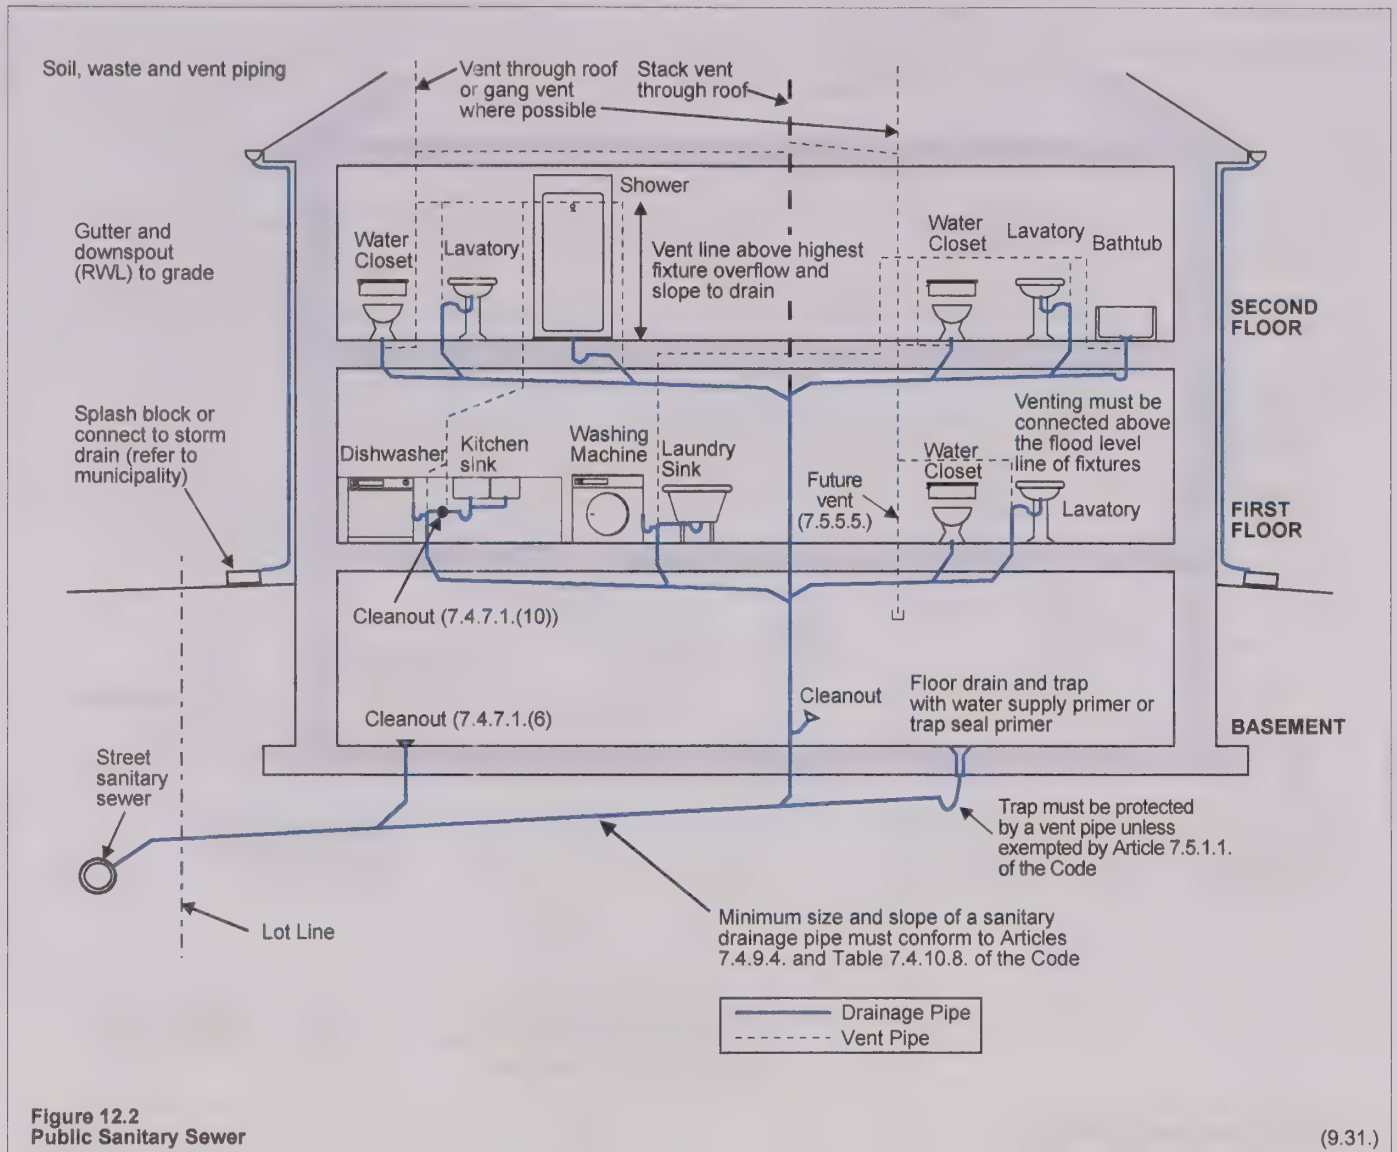 Soil, waste and vent piping
Vent through roof
or gang vent
where possible
Stack vent
through roof
Shower
Gutter and
downspout
(RWL) to grade
Water
Closet
Lavatory
Vent line above highest
fixture overflow and
slope to drain
Water
Closet
Lavatory
Bathtub
SECOND
FLOOR
Splash block or
connect to storm
drain (refer to
municipality)
Dishwasher
Kitchen
sink
Washing
Machine
Laundry
Sink
Future
vent
(7.5.5.5.)
Venting must be
connected above
the flood level
line of fixtures
Water
Closet
Lavatory
FIRST
FLOOR
Cleanout (7.4.7.1.(10))
Cleanout (7.4.7.1.(6)
Cleanout
Floor drain and trap
with water supply primer or
trap seal primer
BASEMENT
Street
sanitary
sewer
Trap must be protected
by a vent pipe unless
exempted by Article 7.5.1.1.
of the Code
Lot Line
Minimum size and slope of a sanitary
drainage pipe must conform to Articles
7.4.9.4. and Table 7.4.10.8. of the Code
Drainage Pipe
Vent Pipe
Figure 12.2
Public Sanitary Sewer
(9.31.)